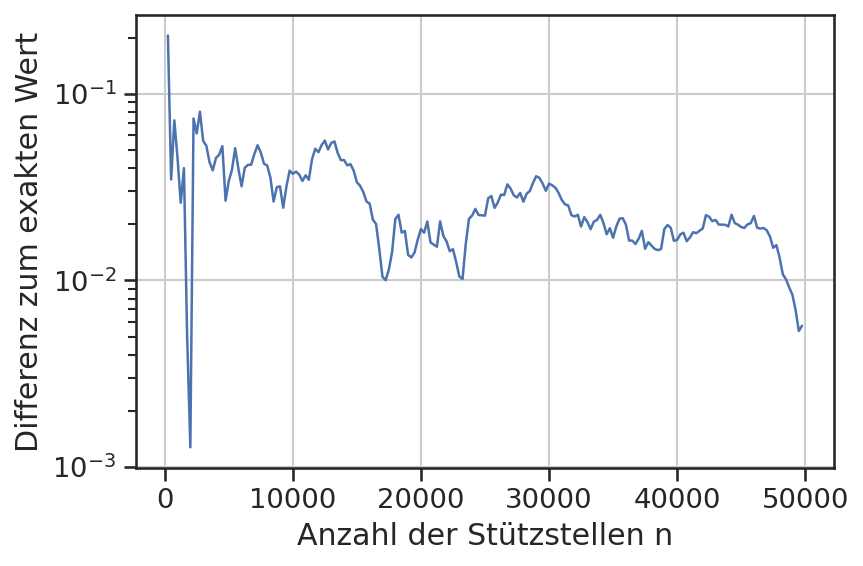 Differenz zum exakten Wert
10⁻¹
10⁻²
10⁻³
0 10000 20000 30000 40000 50000
Anzahl der Stützstellen n